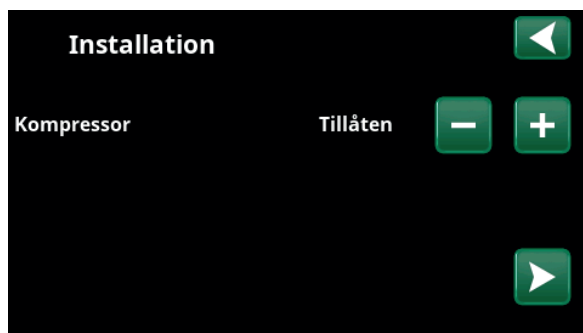 Installation
Kompressor Tillåten − +